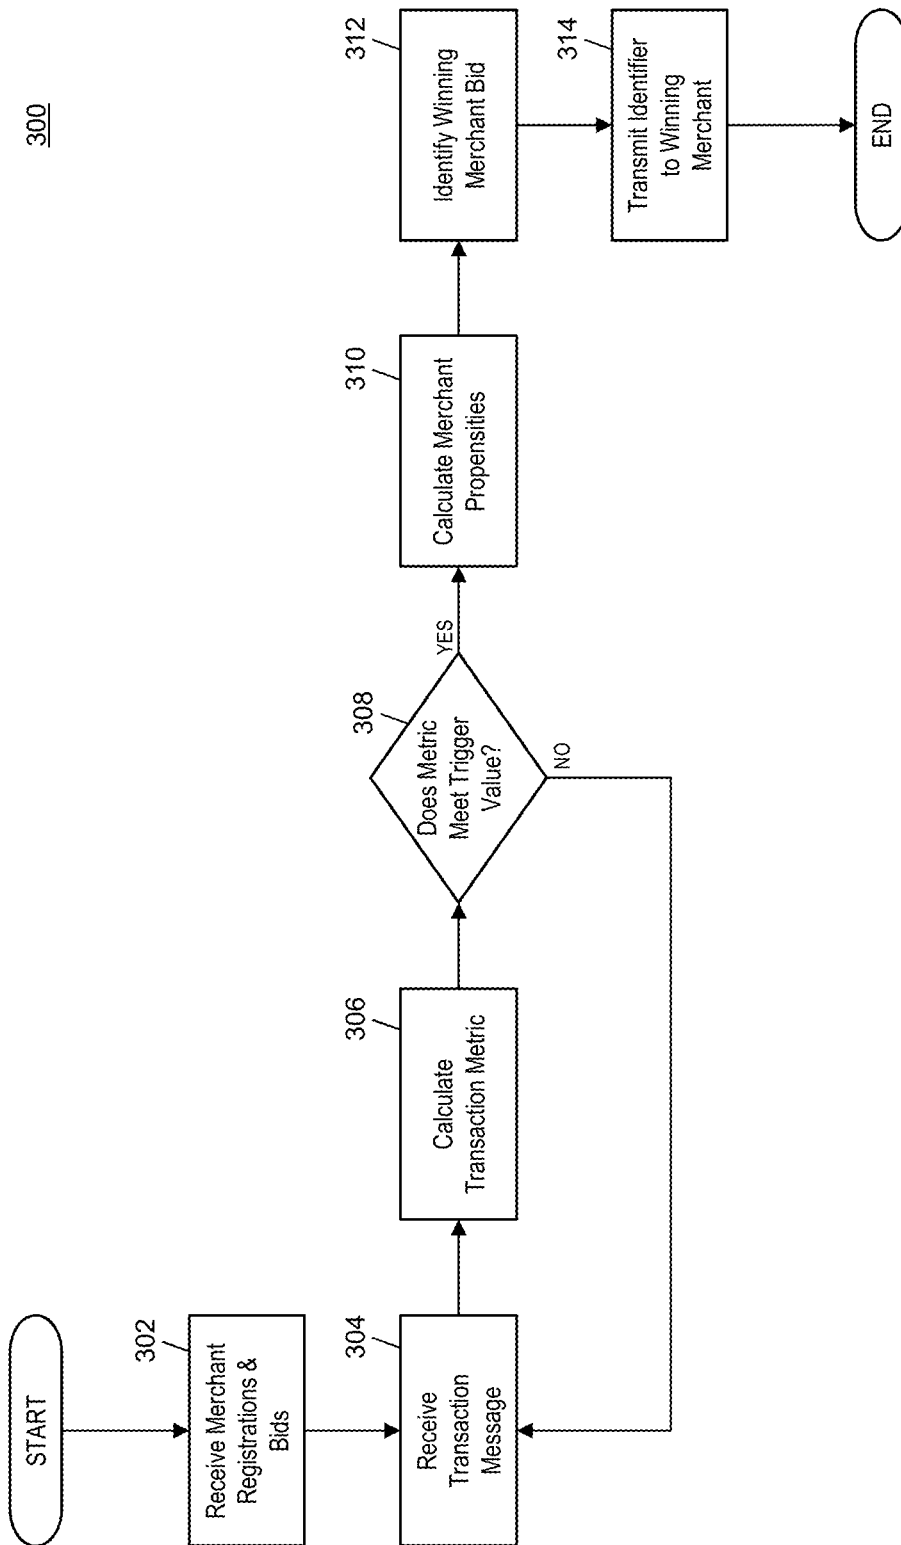 300
START
302
Receive Merchant
Registrations &
Bids
304
Receive
Transaction
Message
306
Calculate
Transaction Metric
308
Does Metric
Meet Trigger
Value?
YES
NO
310
Calculate Merchant
Propensities
312
Identify Winning
Merchant Bid
314
Transmit Identifier
to Winning
Merchant
END